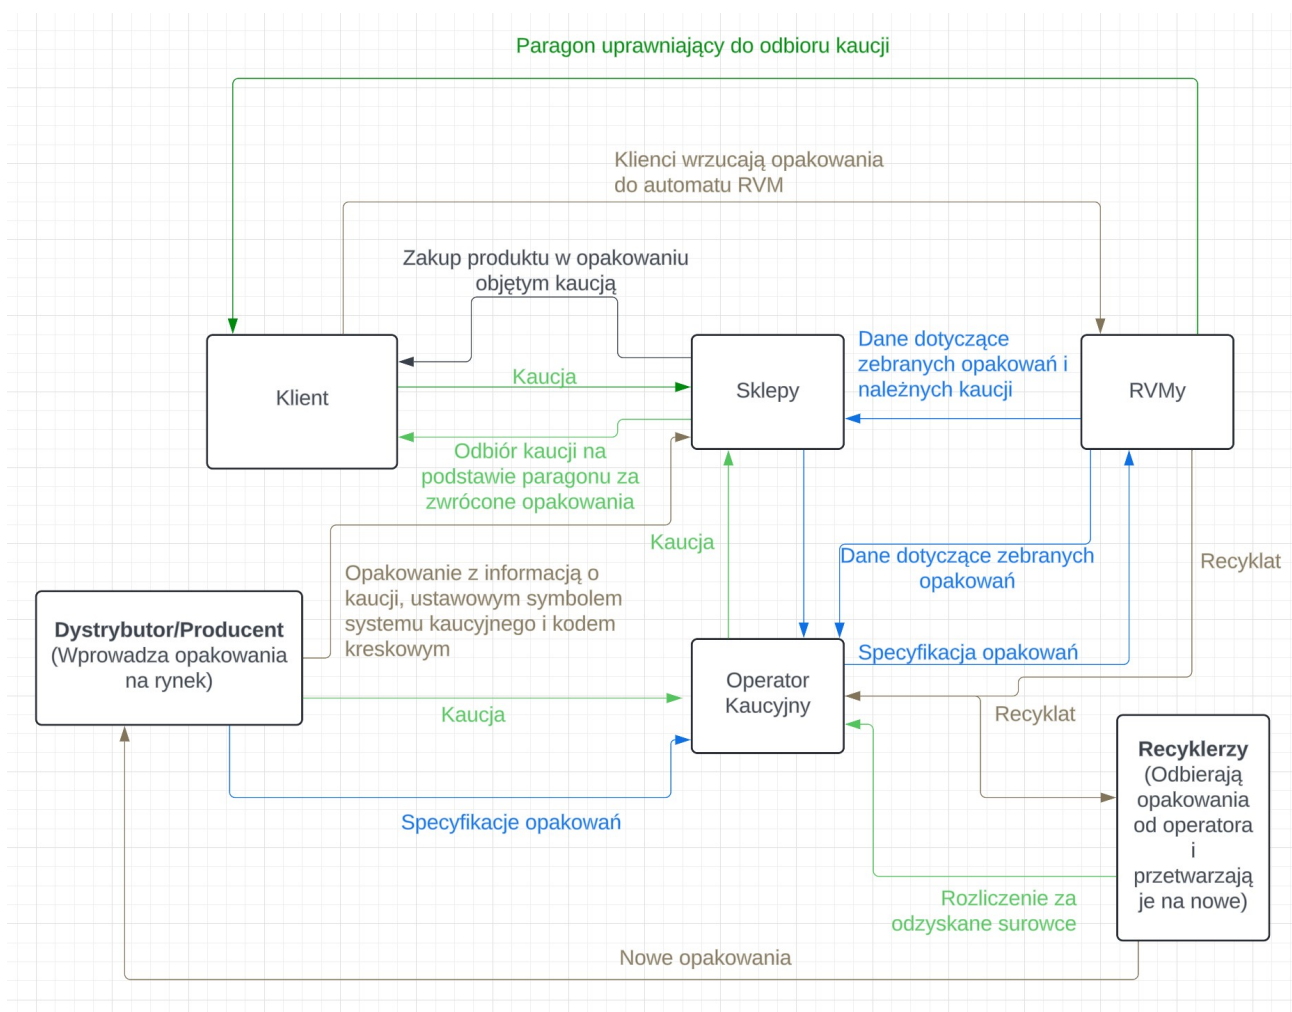 Paragon uprawniający do odbioru kaucji
Klienci wrzucają opakowania
do automatu RVM
Zakup produktu w opakowaniu
objętym kaucją
Klient
Kaucja
Sklepy
Dane dotyczące
zebranych opakowań i
należnych kaucji
RVMy
Odbiór kaucji na
podstawie paragonu za
zwrócone opakowania
Kaucja
Dane dotyczące zebranych
opakowań
Recyklat
Opakowanie z informacją o
kaucji, ustawowym symbolem
systemu kaucyjnego i kodem
kreskowym
Dystrybutor/Producent
(Wprowadza opakowania
na rynek)
Specyfikacja opakowań
Operator
Kaucyjny
Kaucja
Recyklat
Recyklerzy
(Odbierają
opakowania
od operatora
i
przetwarzają
je na nowe)
Specyfikacje opakowań
Rozliczenie za
odzyskane surowce
Nowe opakowania